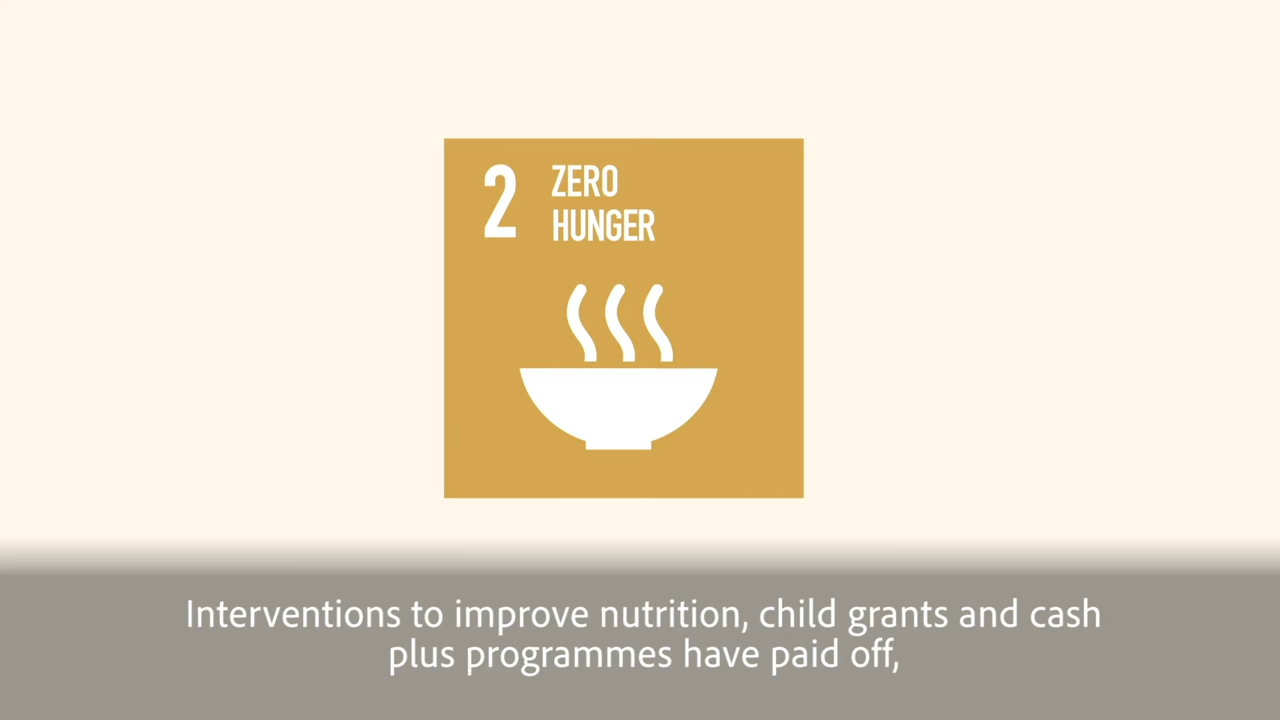 2 ZERO
HUNGER
Interventions to improve nutrition, child grants and cash
plus programmes have paid off,